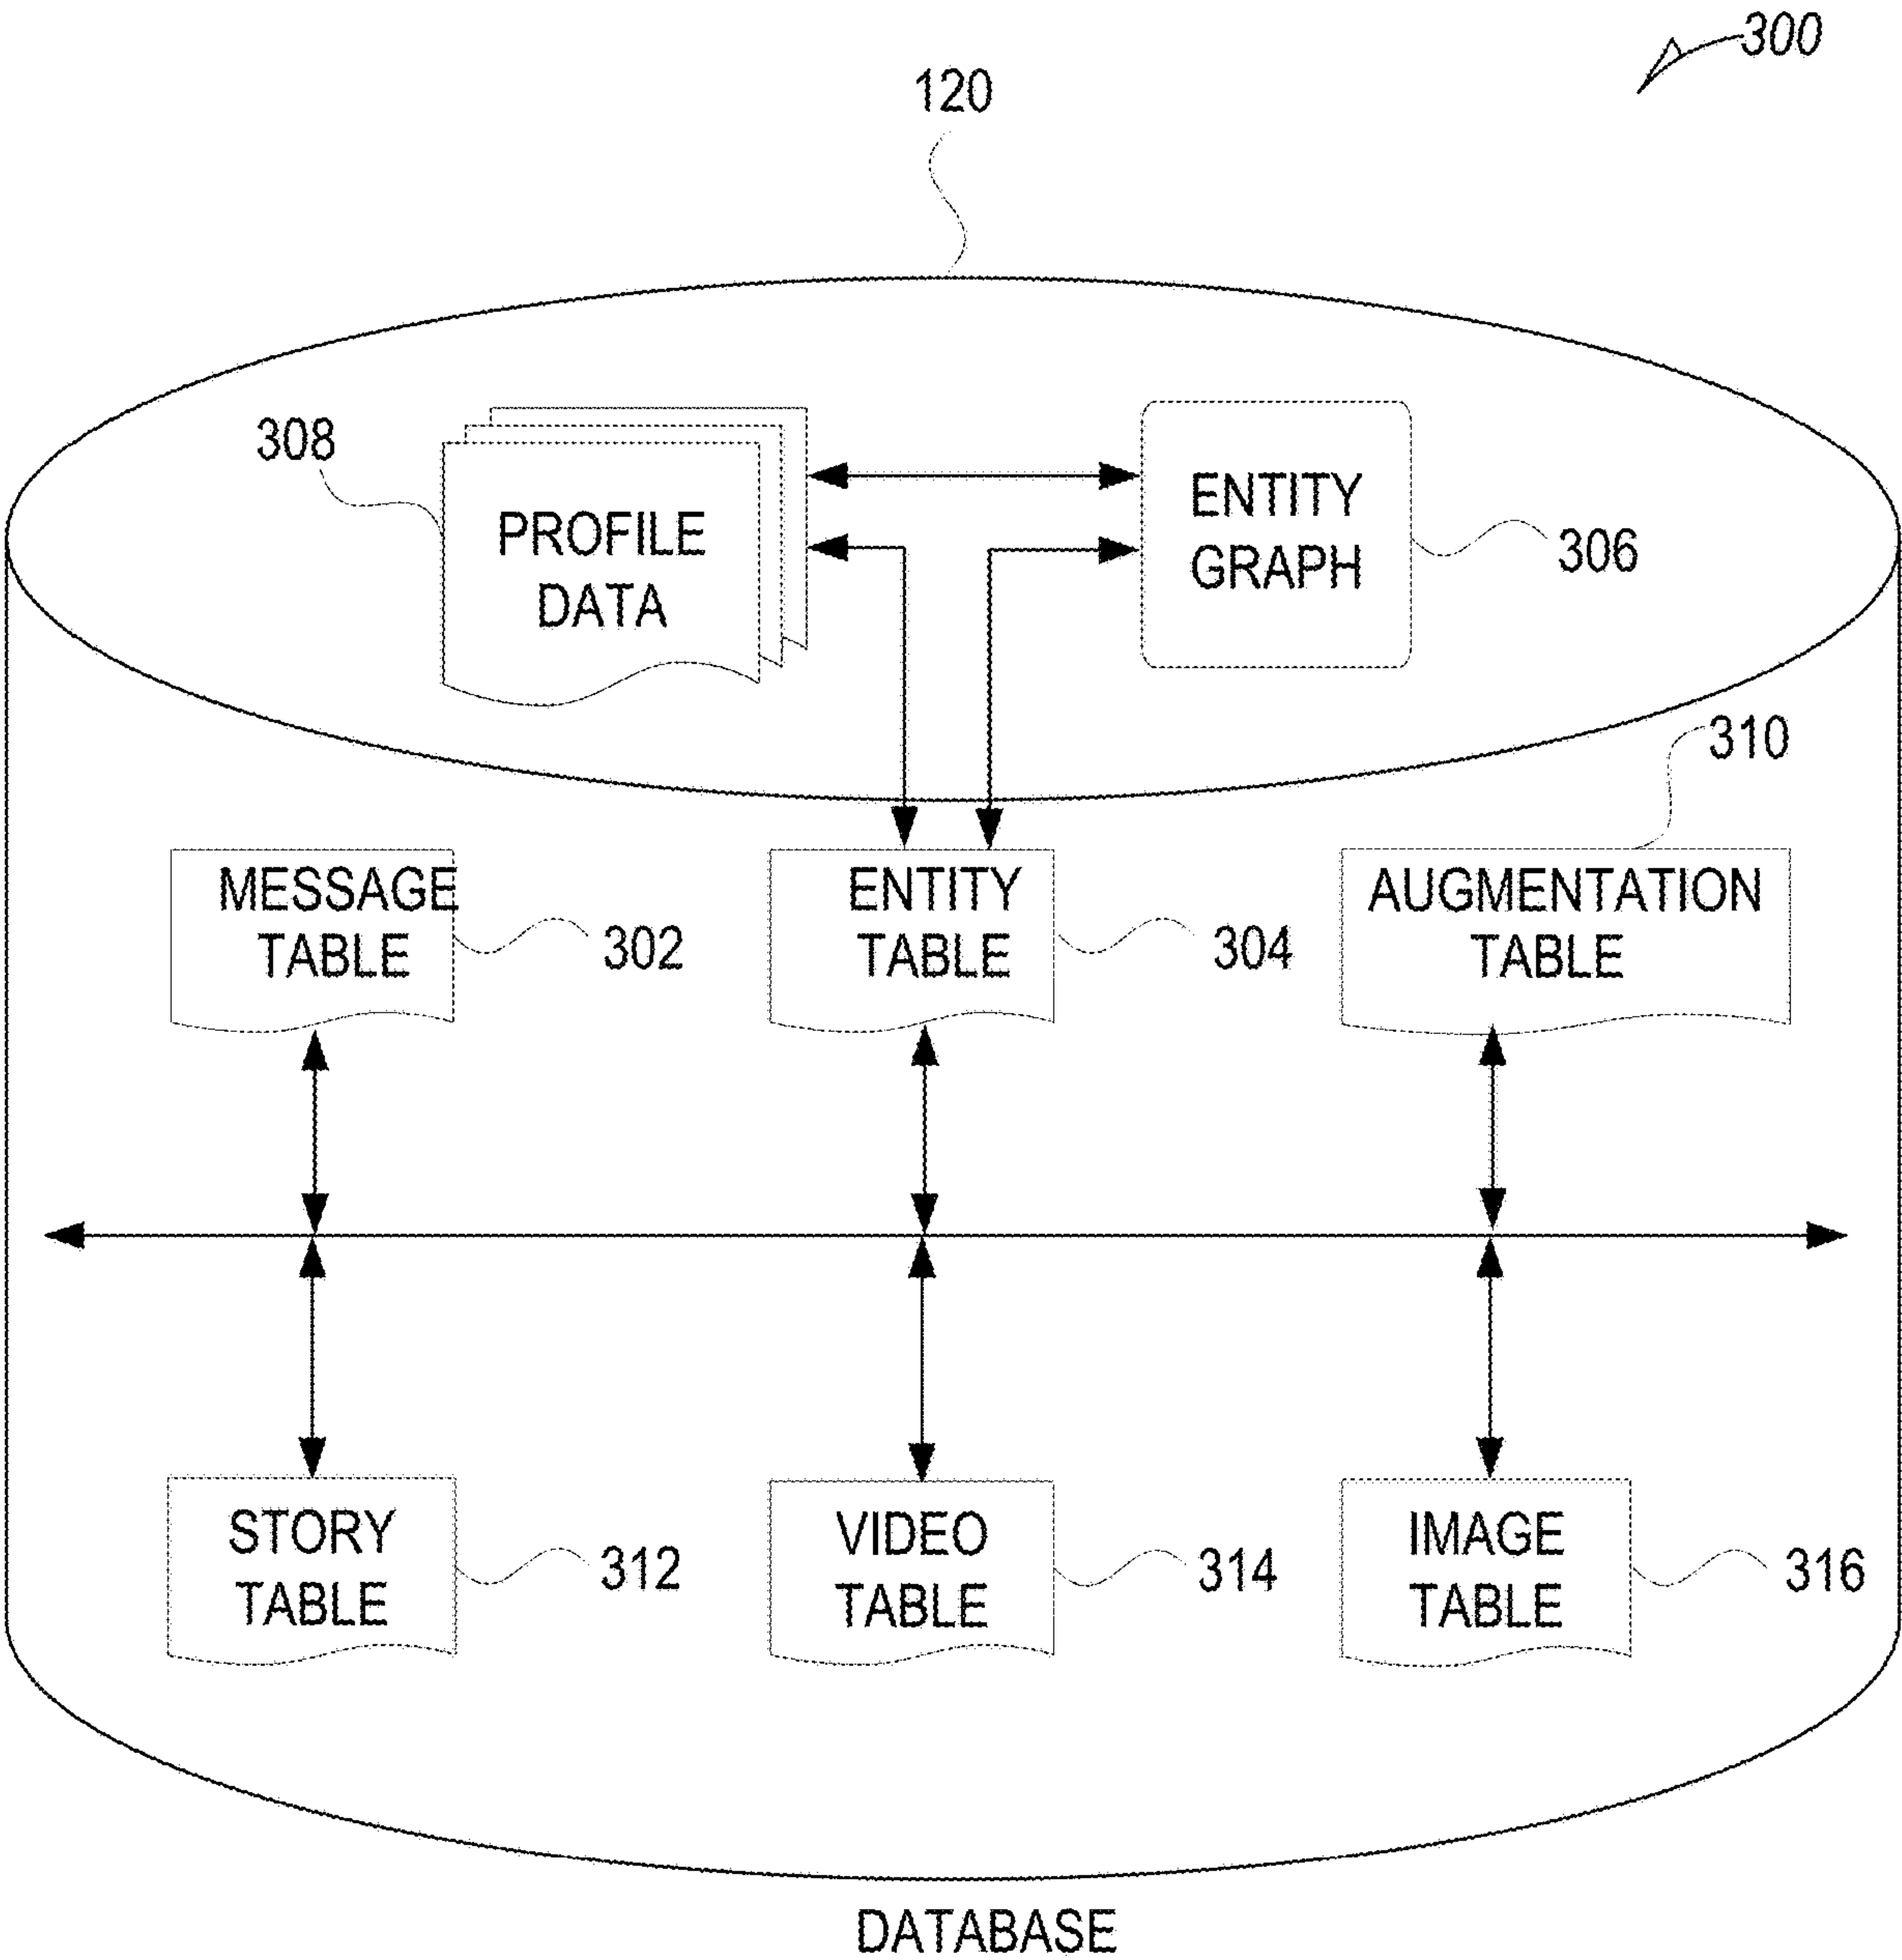 300
120
308
PROFILE
DATA
ENTITY
GRAPH
306
310
MESSAGE
TABLE
302
ENTITY
TABLE
304
AUGMENTATION
TABLE
STORY
TABLE
312
VIDEO
TABLE
314
IMAGE
TABLE
316
DATABASE